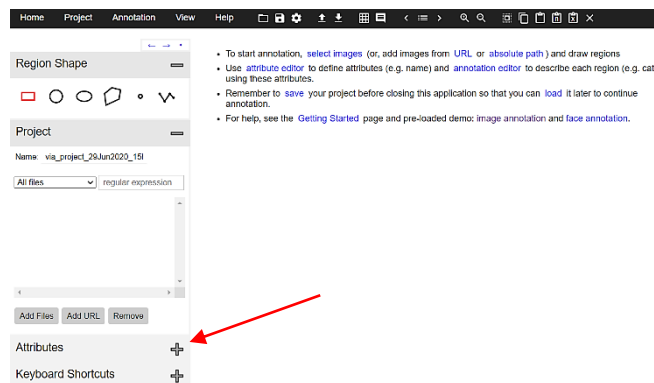 Home Project Annotation View Help
Region Shape
Project
Name: via_project_29Jun2020_15l
All files regular expression
Add Files Add URL Remove
Attributes
Keyboard Shortcuts
• To start annotation, select images (or, add images from URL or absolute path ) and draw regions
• Use attribute editor to define attributes (e.g. name) and annotation editor to describe each region (e.g. cat
using these attributes.
• Remember to save your project before closing this application so that you can load it later to continue
annotation.
• For help, see the Getting Started page and pre-loaded demo: image annotation and face annotation.